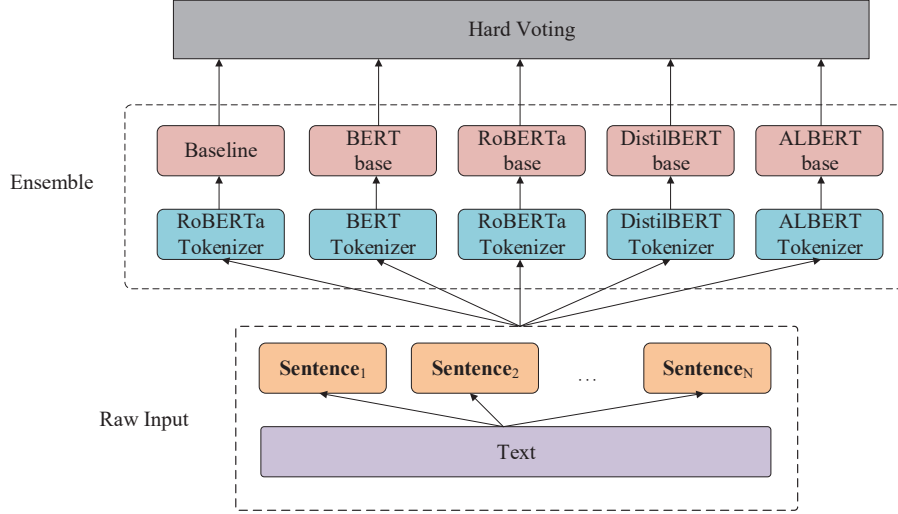 Hard Voting
Ensemble
Baseline
BERT
base
RoBERTa
base
DistilBERT
base
ALBERT
base
RoBERTa
Tokenizer
BERT
Tokenizer
RoBERTa
Tokenizer
DistilBERT
Tokenizer
ALBERT
Tokenizer
Raw Input
Sentence1
Sentence2
...
SentenceN
Text